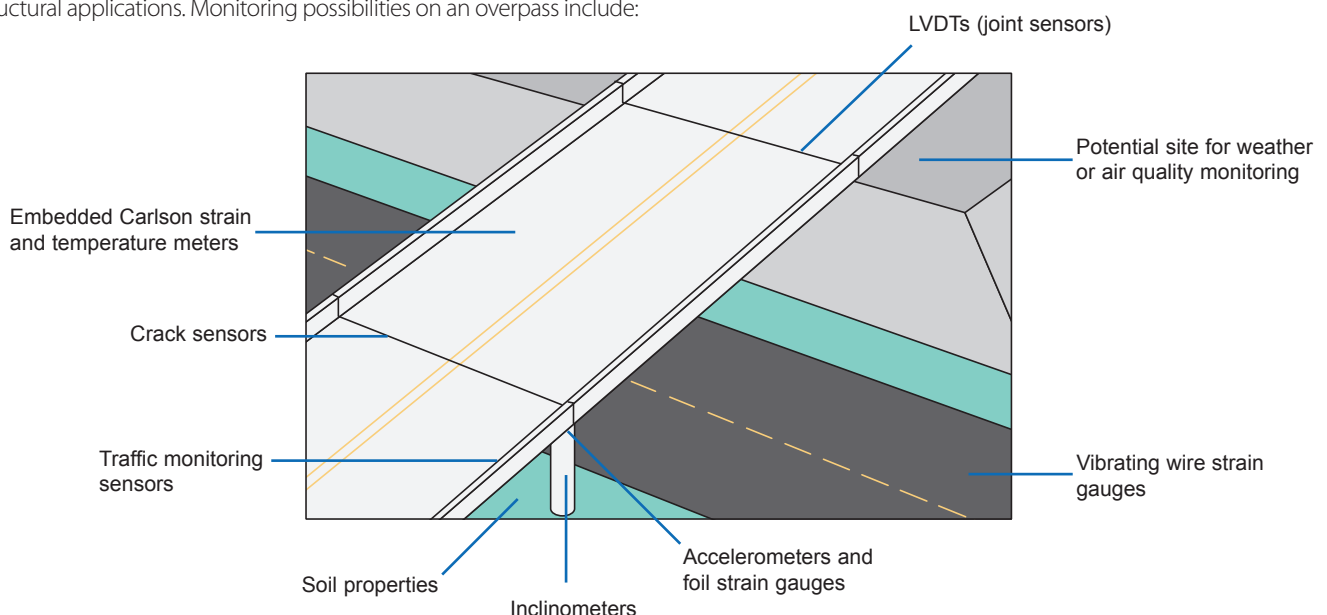 uctural applications. Monitoring possibilities on an overpass include:
LVDTs (joint sensors)
Potential site for weather
or air quality monitoring
Embedded Carlson strain
and temperature meters
Crack sensors
Traffic monitoring
sensors
Vibrating wire strain
gauges
Accelerometers and
foil strain gauges
Soil properties
Inclinometers